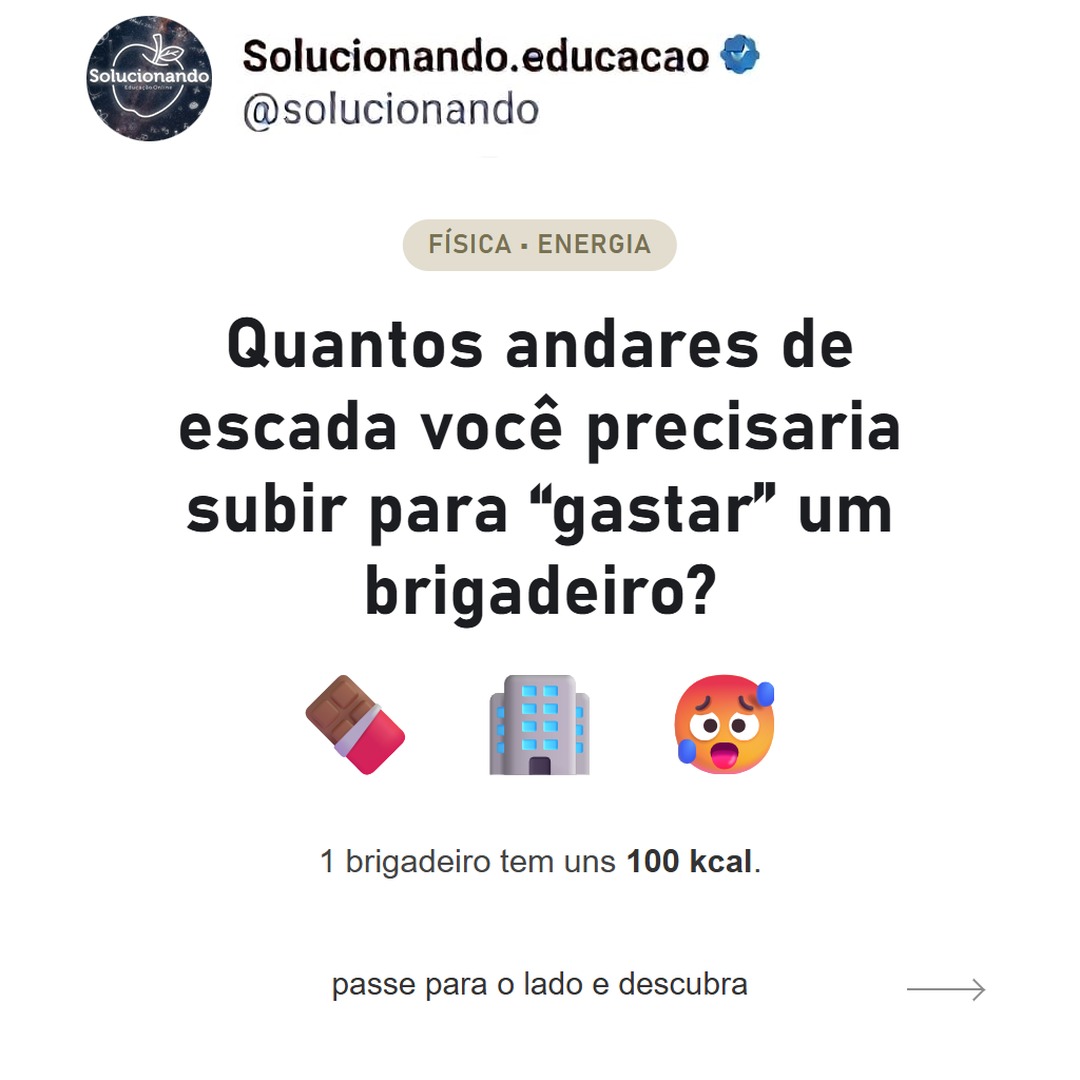 Solucionando
Educação Online
Solucionando.educacao
@solucionando
FÍSICA · ENERGIA
Quantos andares de
escada você precisaria
subir para “gastar” um
brigadeiro?
1 brigadeiro tem uns 100 kcal.
passe para o lado e descubra